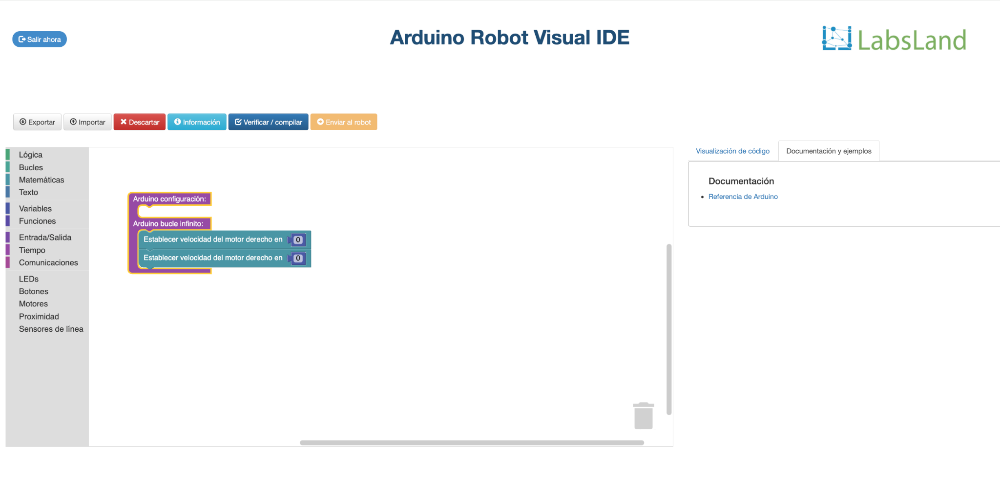 Salir ahora
Arduino Robot Visual IDE
LabsLand
Exportar
Importar
Descartar
Información
Verificar / compilar
Enviar al robot
Lógica
Bucles
Matemáticas
Texto
Variables
Funciones
Entrada/Salida
Tiempo
Comunicaciones
LEDs
Botones
Motores
Proximidad
Sensores de línea
Arduino configuración:
Arduino bucle infinito:
Establecer velocidad del motor derecho en 0
Establecer velocidad del motor derecho en 0
Visualización de código
Documentación y ejemplos
Documentación
Referencia de Arduino